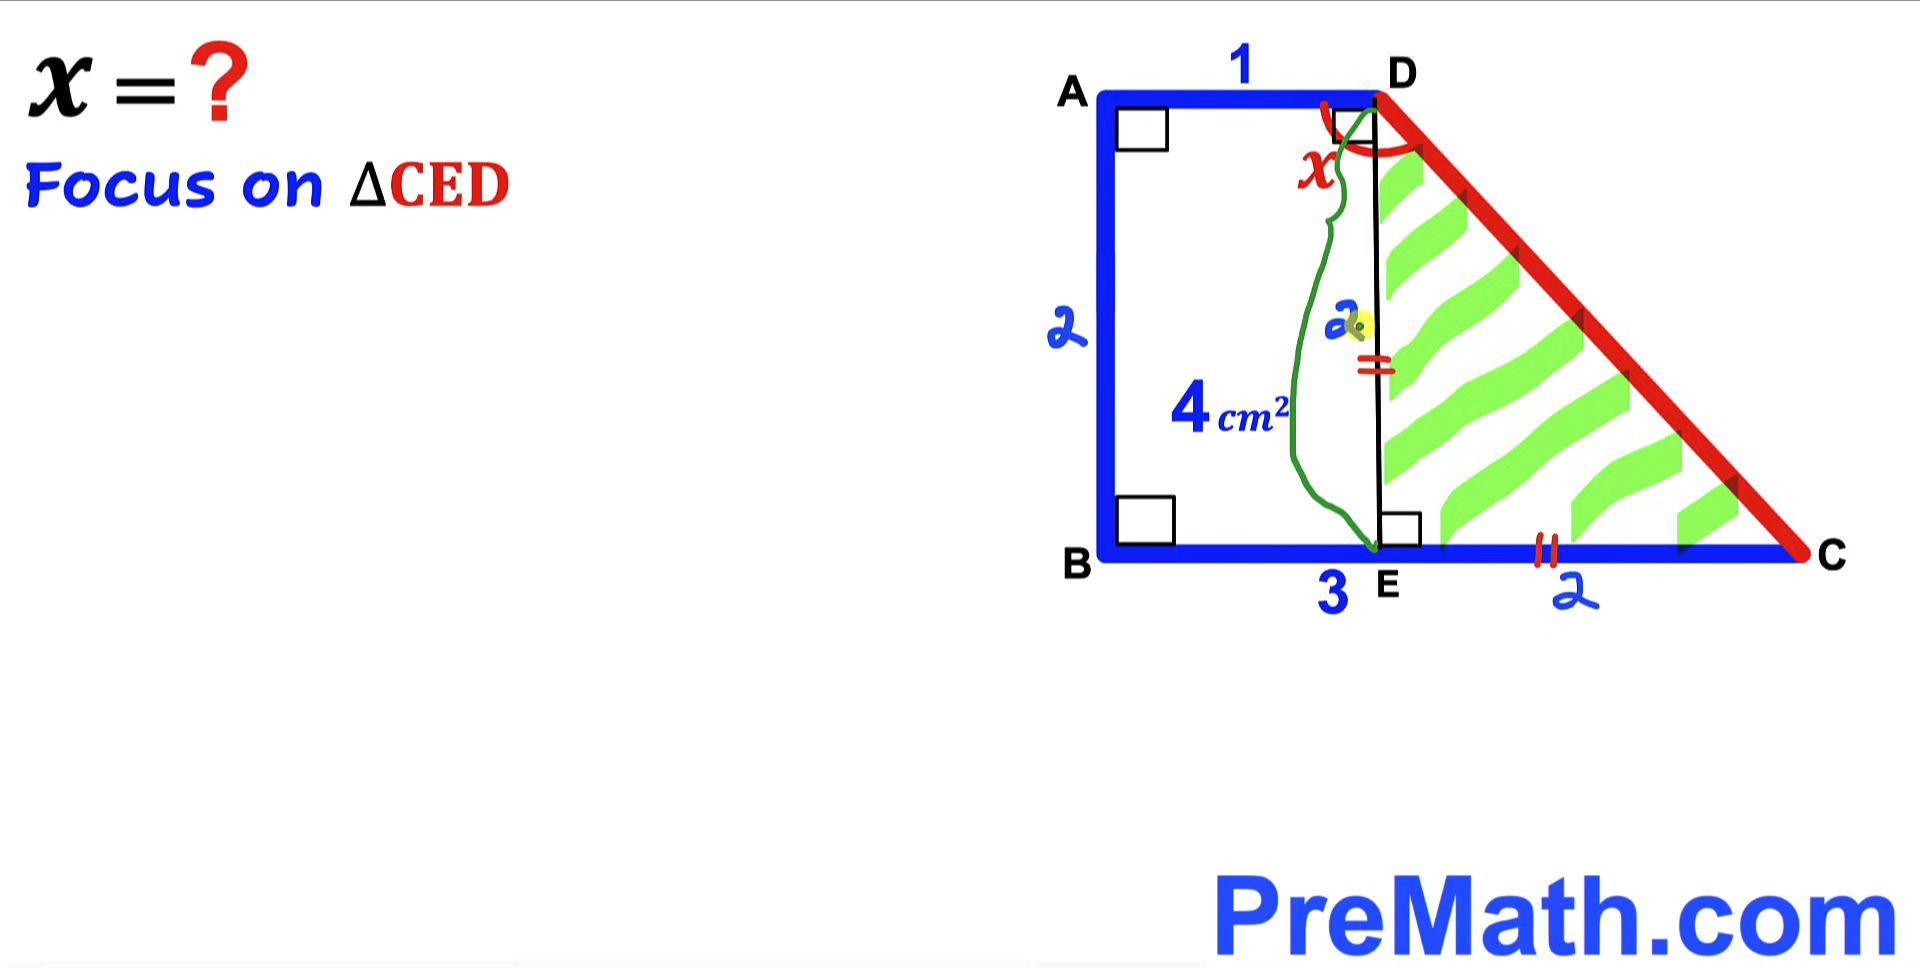 x = ?
Focus on ΔCED
1
A
D
x
2
2
4 cm²
B
3
E
2
C
PreMath.com